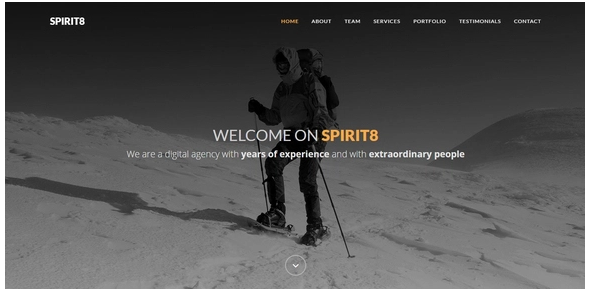 SPIRIT8
HOME ABOUT TEAM SERVICES PORTFOLIO TESTIMONIALS CONTACT
WELCOME ON SPIRIT8
We are a digital agency with years of experience and with extraordinary people